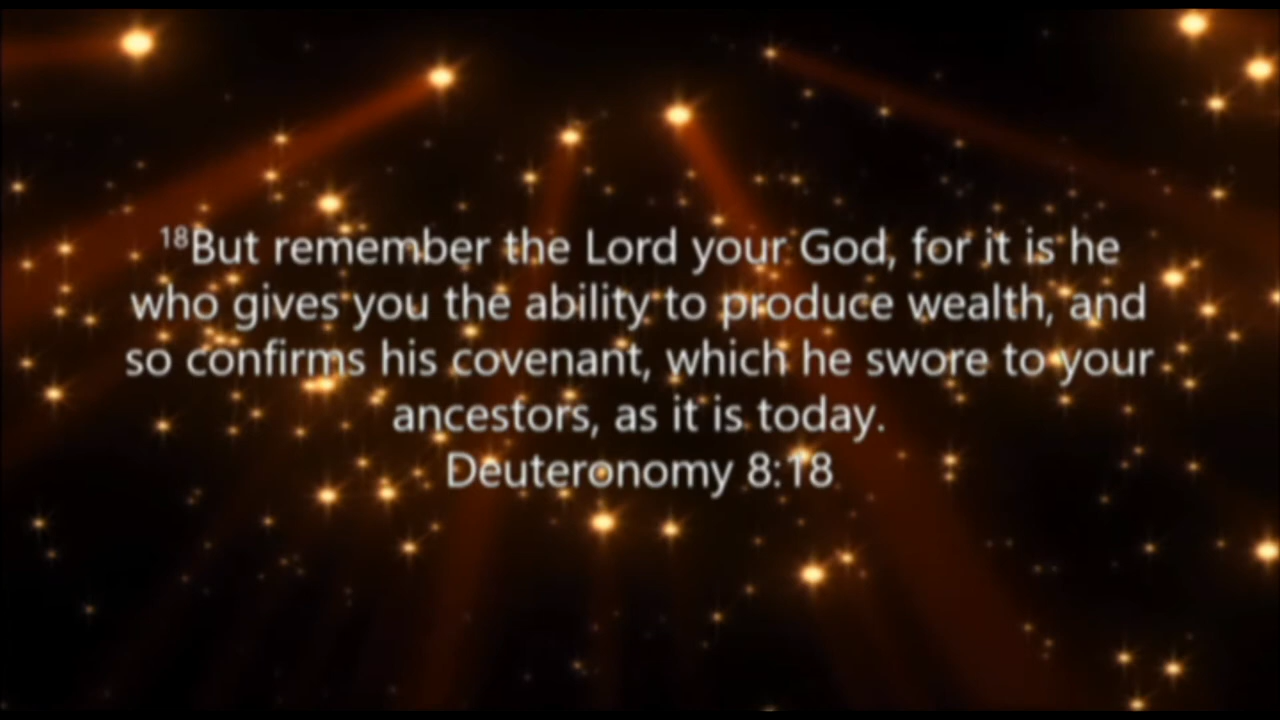 ¹⁸But remember the Lord your God, for it is he
who gives you the ability to produce wealth, and
so confirms his covenant, which he swore to your
ancestors, as it is today.
Deuteronomy 8:18